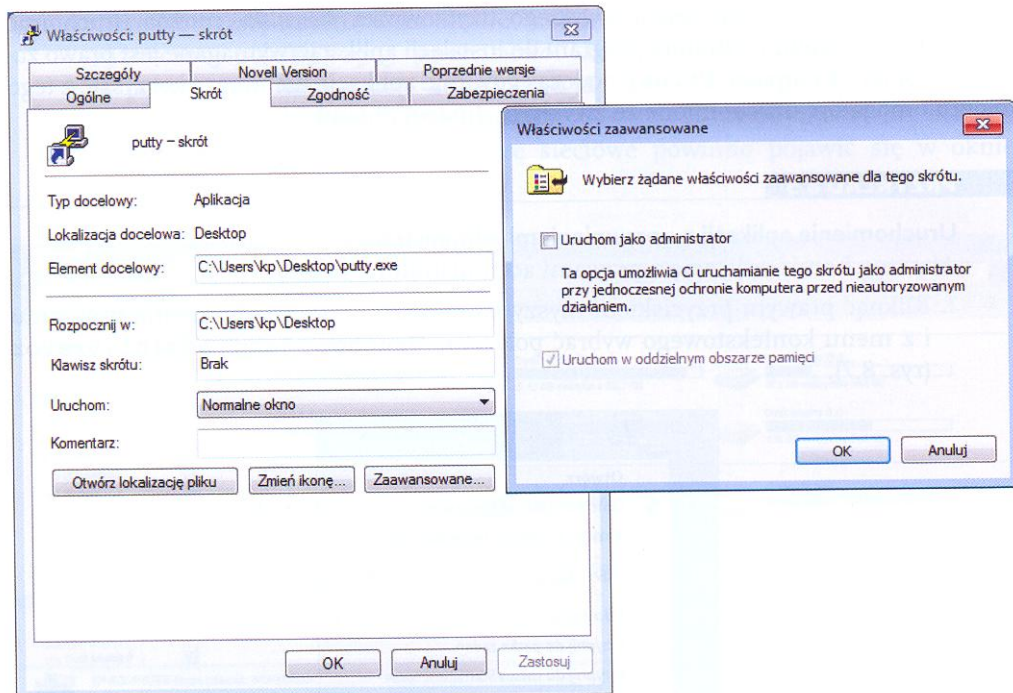 Właściwości: putty — skrót
Szczegóły
Novell Version
Poprzednie wersje
Ogólne
Skrót
Zgodność
Zabezpieczenia
putty – skrót
Typ docelowy: Aplikacja
Lokalizacja docelowa: Desktop
Element docelowy: C:\Users\kp\Desktop\putty.exe
Rozpocznij w: C:\Users\kp\Desktop
Klawisz skrótu: Brak
Uruchom: Normalne okno
Komentarz:
Otwórz lokalizację pliku
Zmień ikonę...
Zaawansowane...
OK
Anuluj
Zastosuj
Właściwości zaawansowane
Wybierz żądane właściwości zaawansowane dla tego skrótu.
Uruchom jako administrator
Ta opcja umożliwia Ci uruchamianie tego skrótu jako administrator
przy jednoczesnej ochronie komputera przed nieautoryzowanym
działaniem.
Uruchom w oddzielnym obszarze pamięci
OK
Anuluj